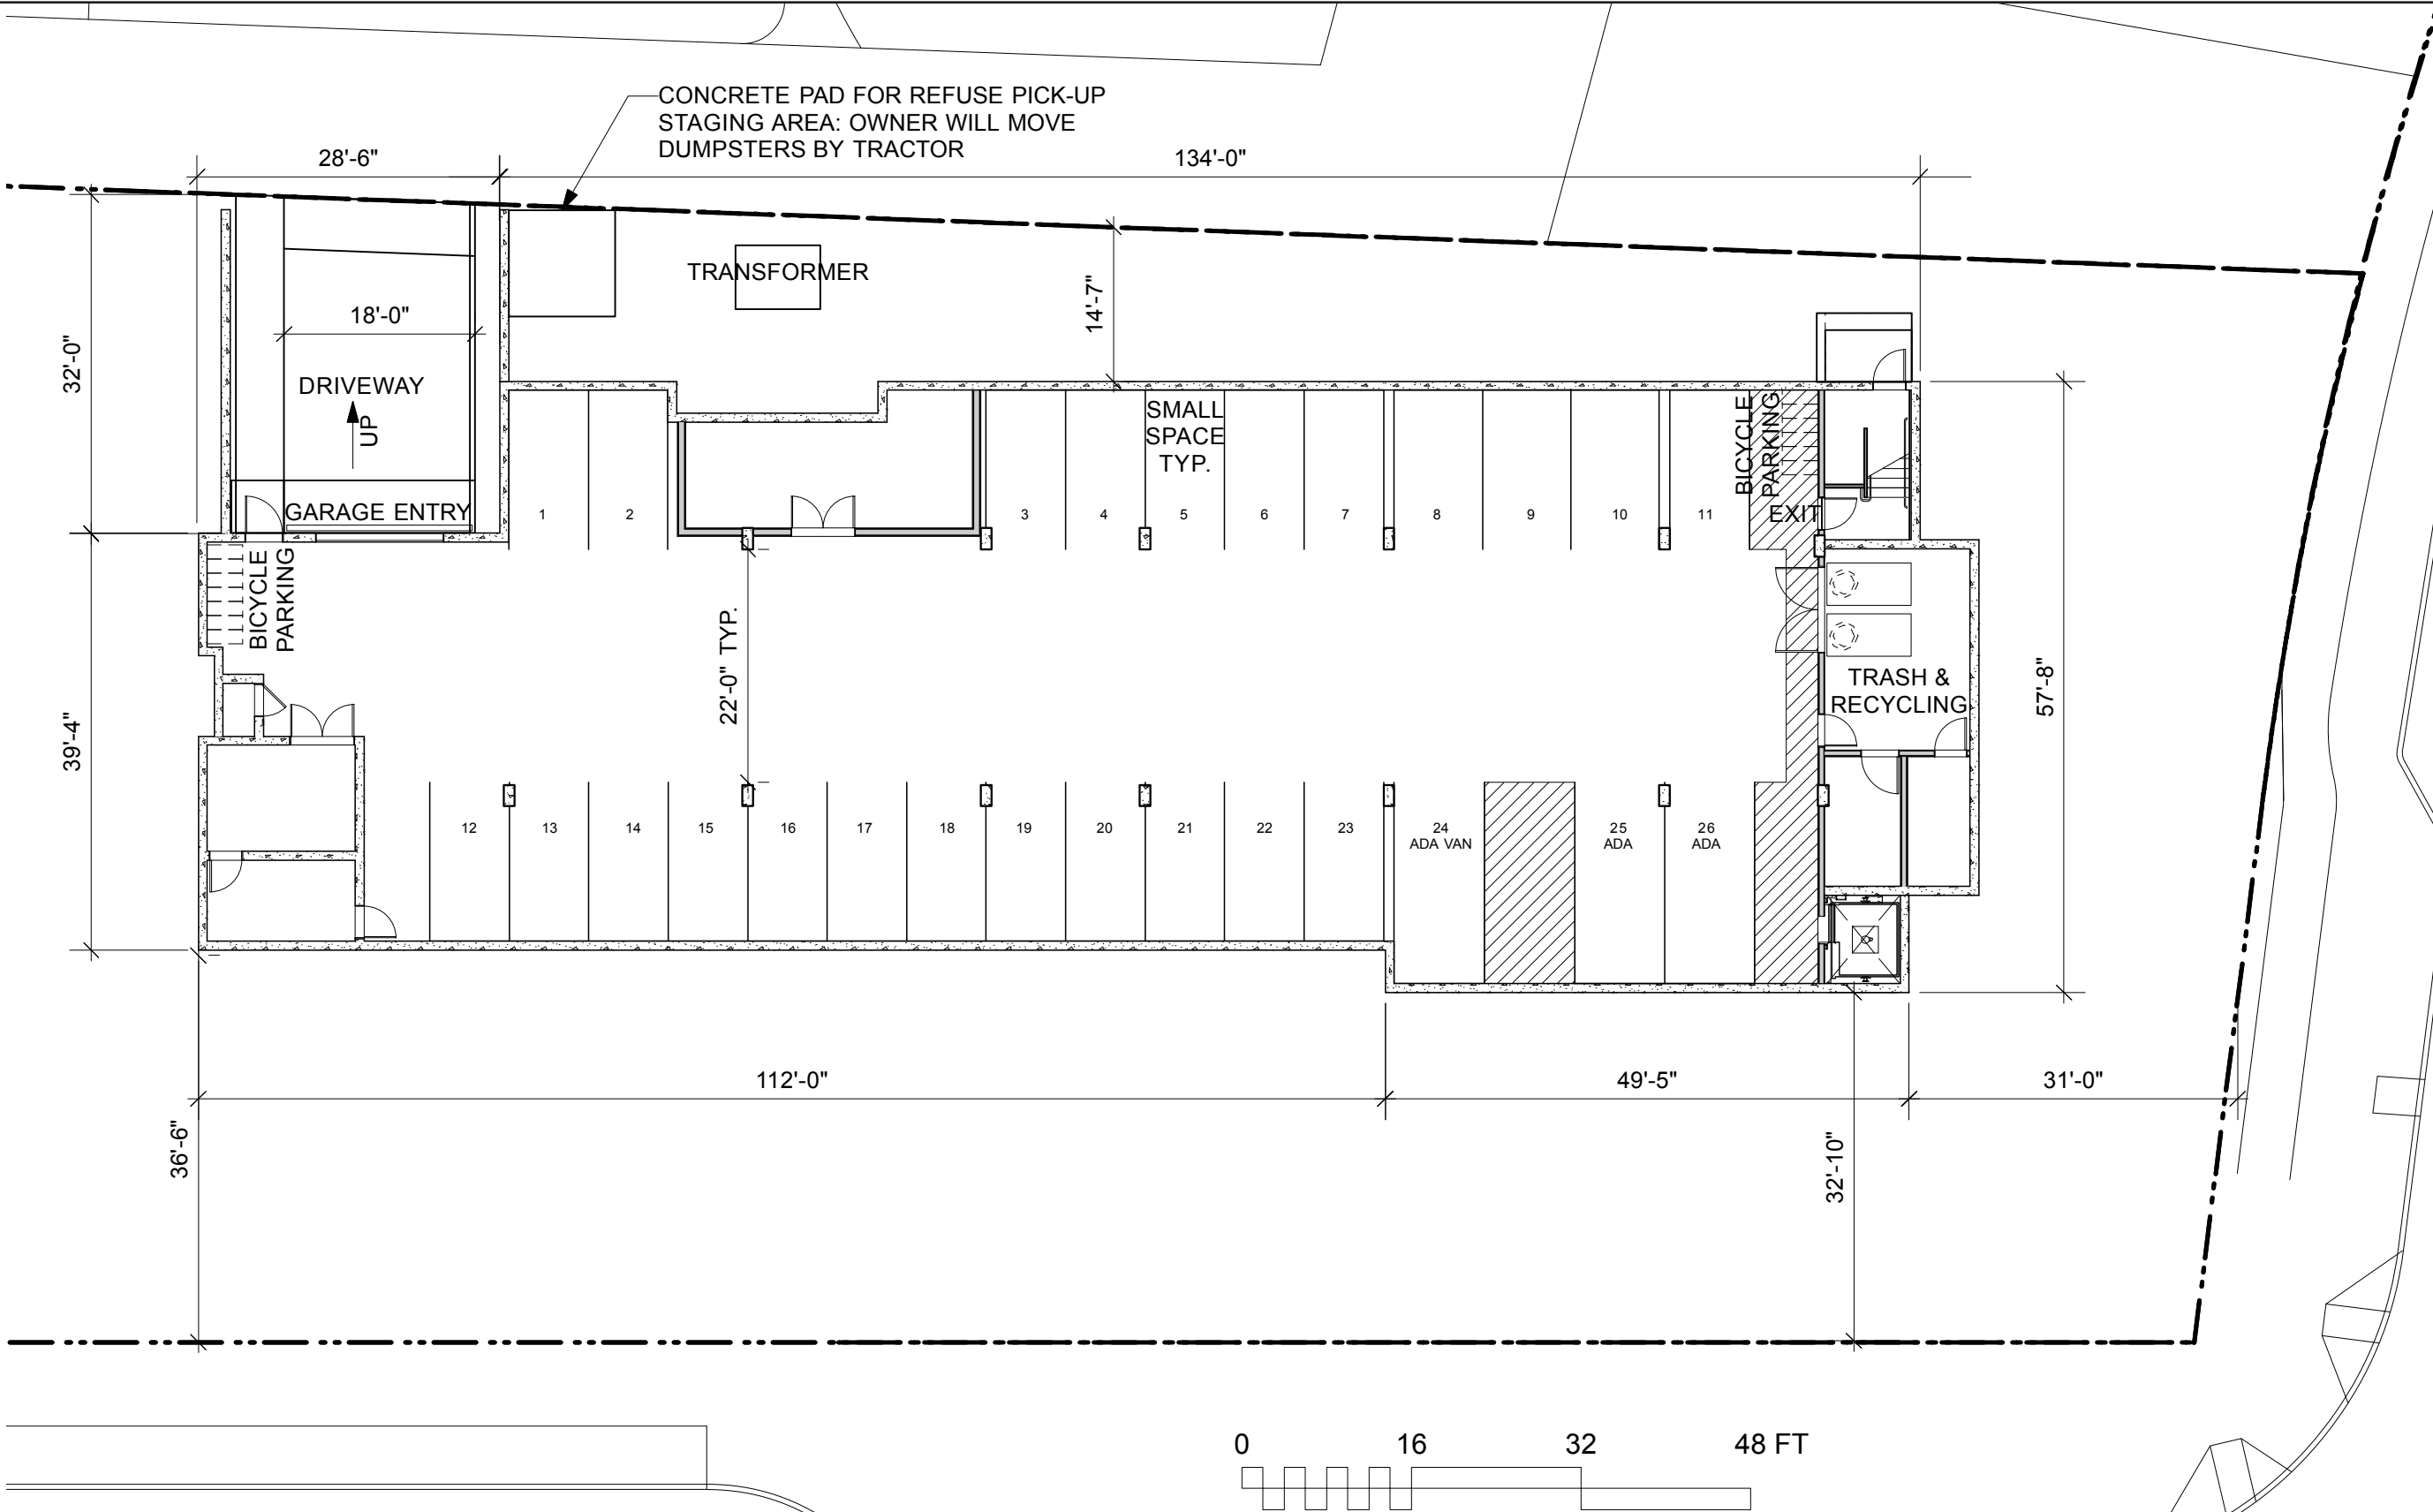 CONCRETE PAD FOR REFUSE PICK-UP
STAGING AREA: OWNER WILL MOVE
DUMPSTERS BY TRACTOR
28'-6"
134'-0"
TRANSFORMER
14'-7"
18'-0"
32'-0"
DRIVEWAY
UP
GARAGE ENTRY
SMALL
SPACE
TYP.
BICYCLE
PARKING
EXIT
1
2
3
4
5
6
7
8
9
10
11
BICYCLE
PARKING
22'-0" TYP.
TRASH &
RECYCLING
57'-8"
39'-4"
12
13
14
15
16
17
18
19
20
21
22
23
24
ADA VAN
25
ADA
26
ADA
112'-0"
49'-5"
31'-0"
36'-6"
32'-10"
0
16
32
48 FT